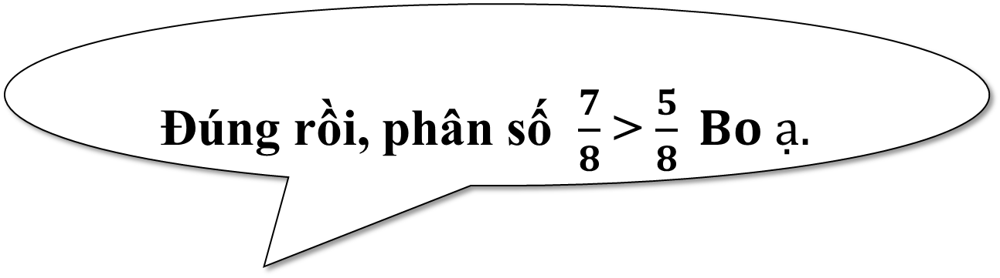 Đúng rồi, phân số 7/8 > 5/8 Bo ạ.